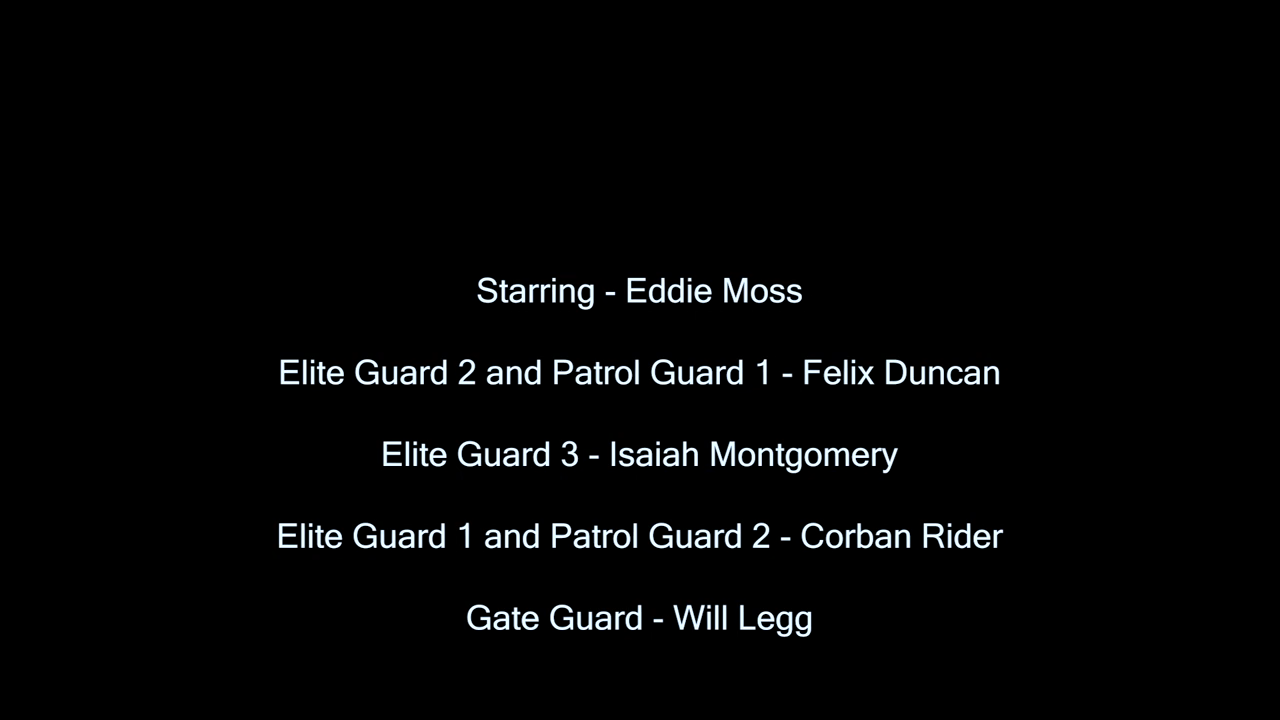 Starring - Eddie Moss
Elite Guard 2 and Patrol Guard 1 - Felix Duncan
Elite Guard 3 - Isaiah Montgomery
Elite Guard 1 and Patrol Guard 2 - Corban Rider
Gate Guard - Will Legg